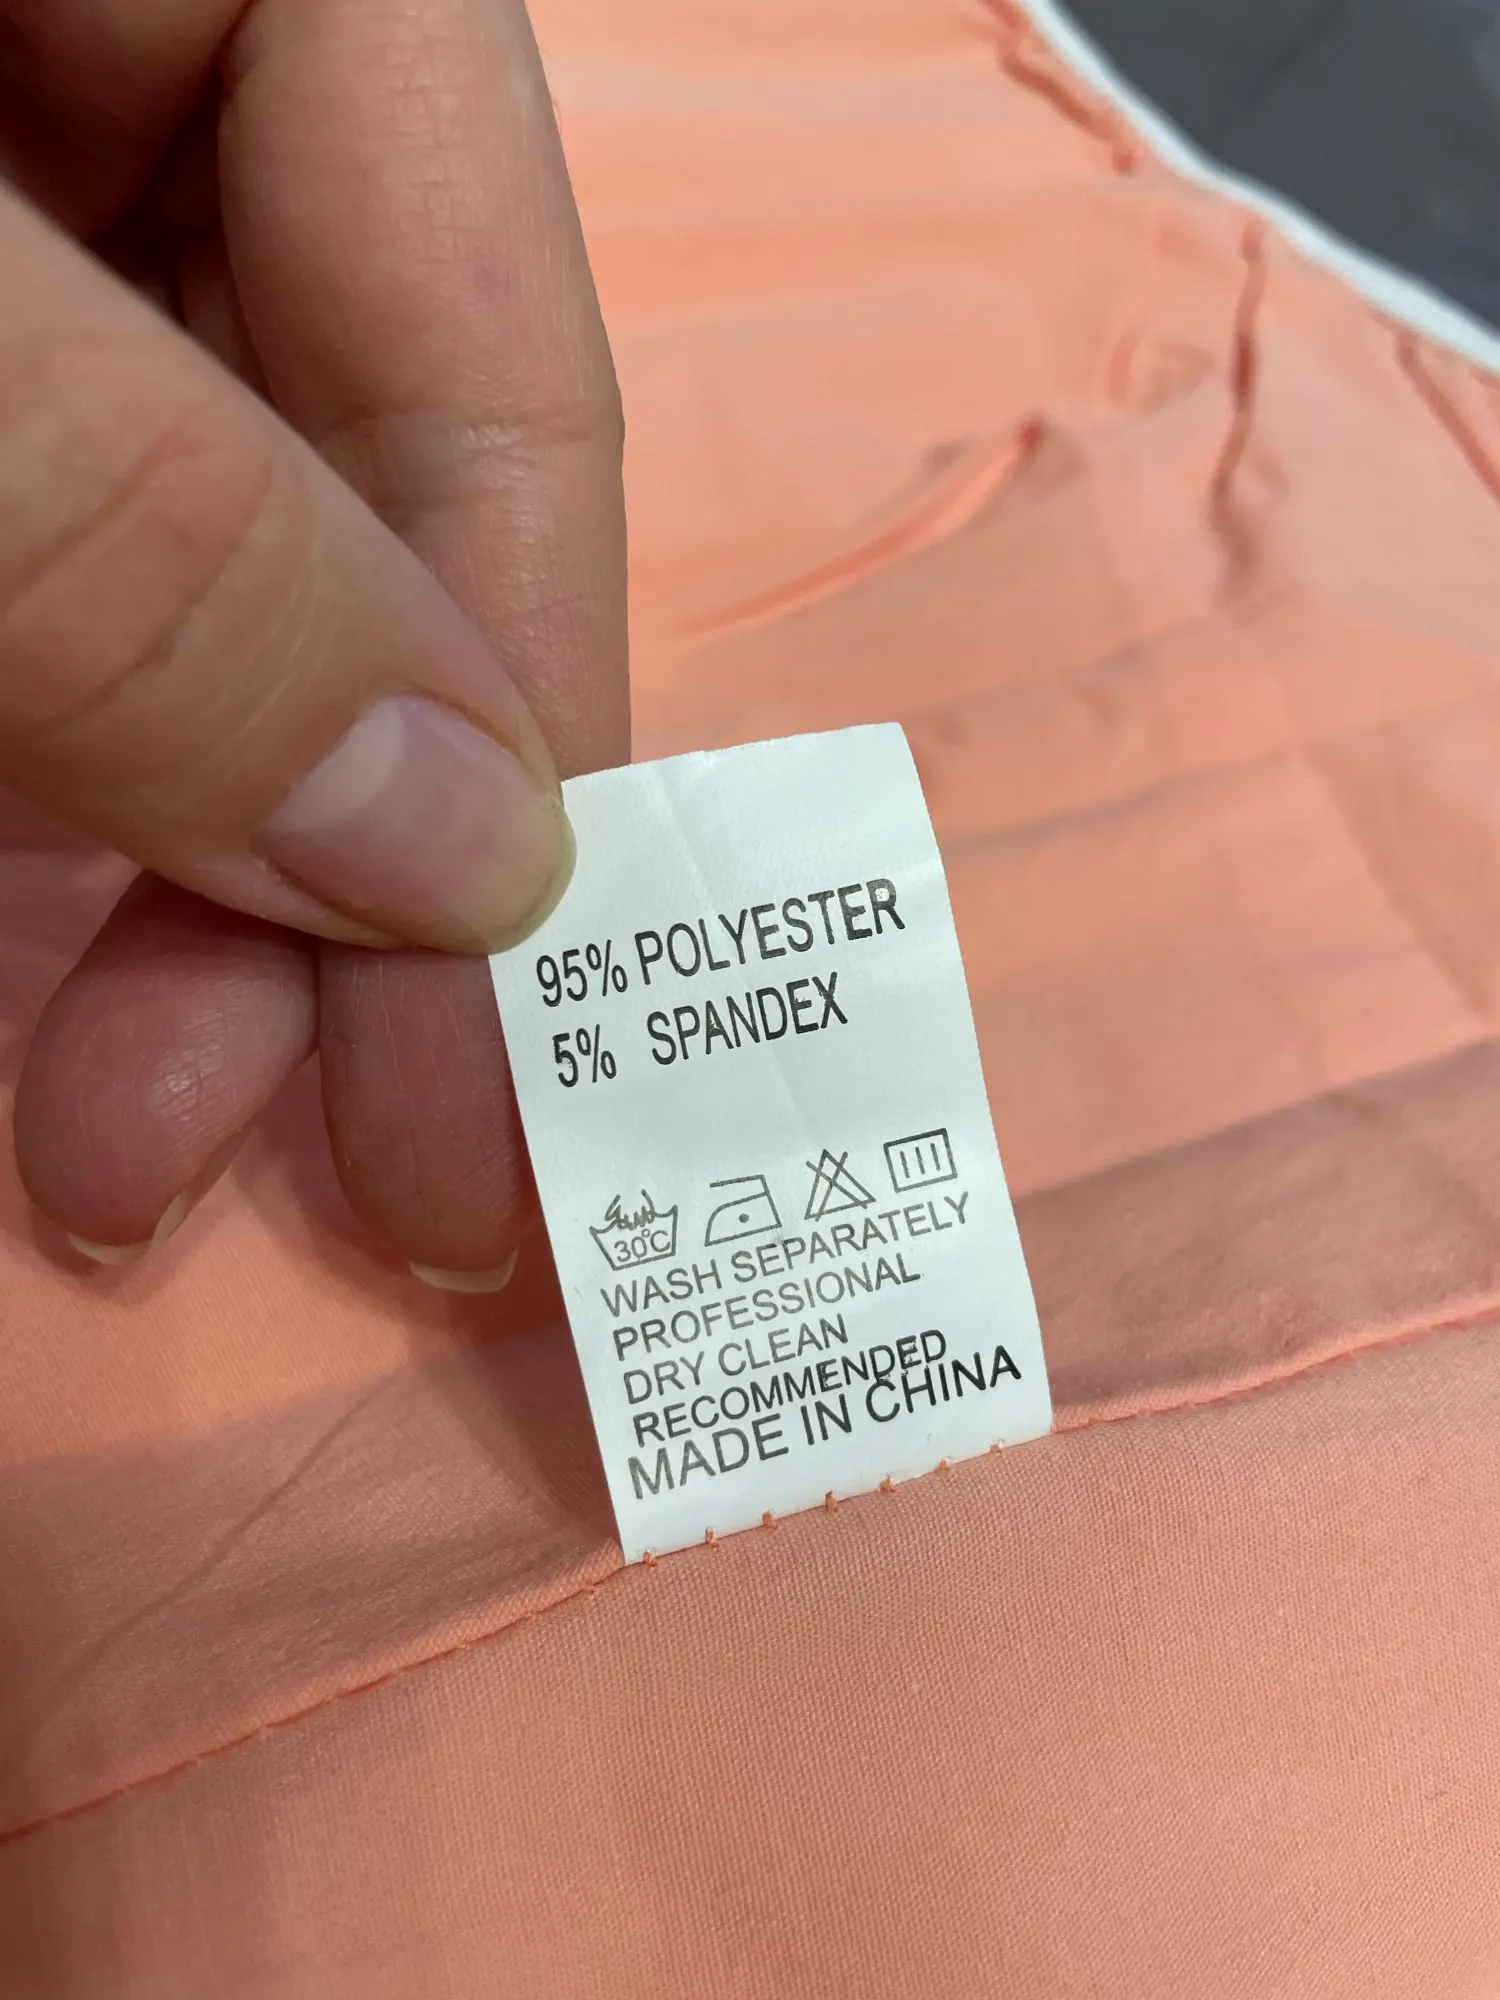 95% POLYESTER
5% SPANDEX
30°C
WASH SEPARATELY
PROFESSIONAL
DRY CLEAN
RECOMMENDED
MADE IN CHINA